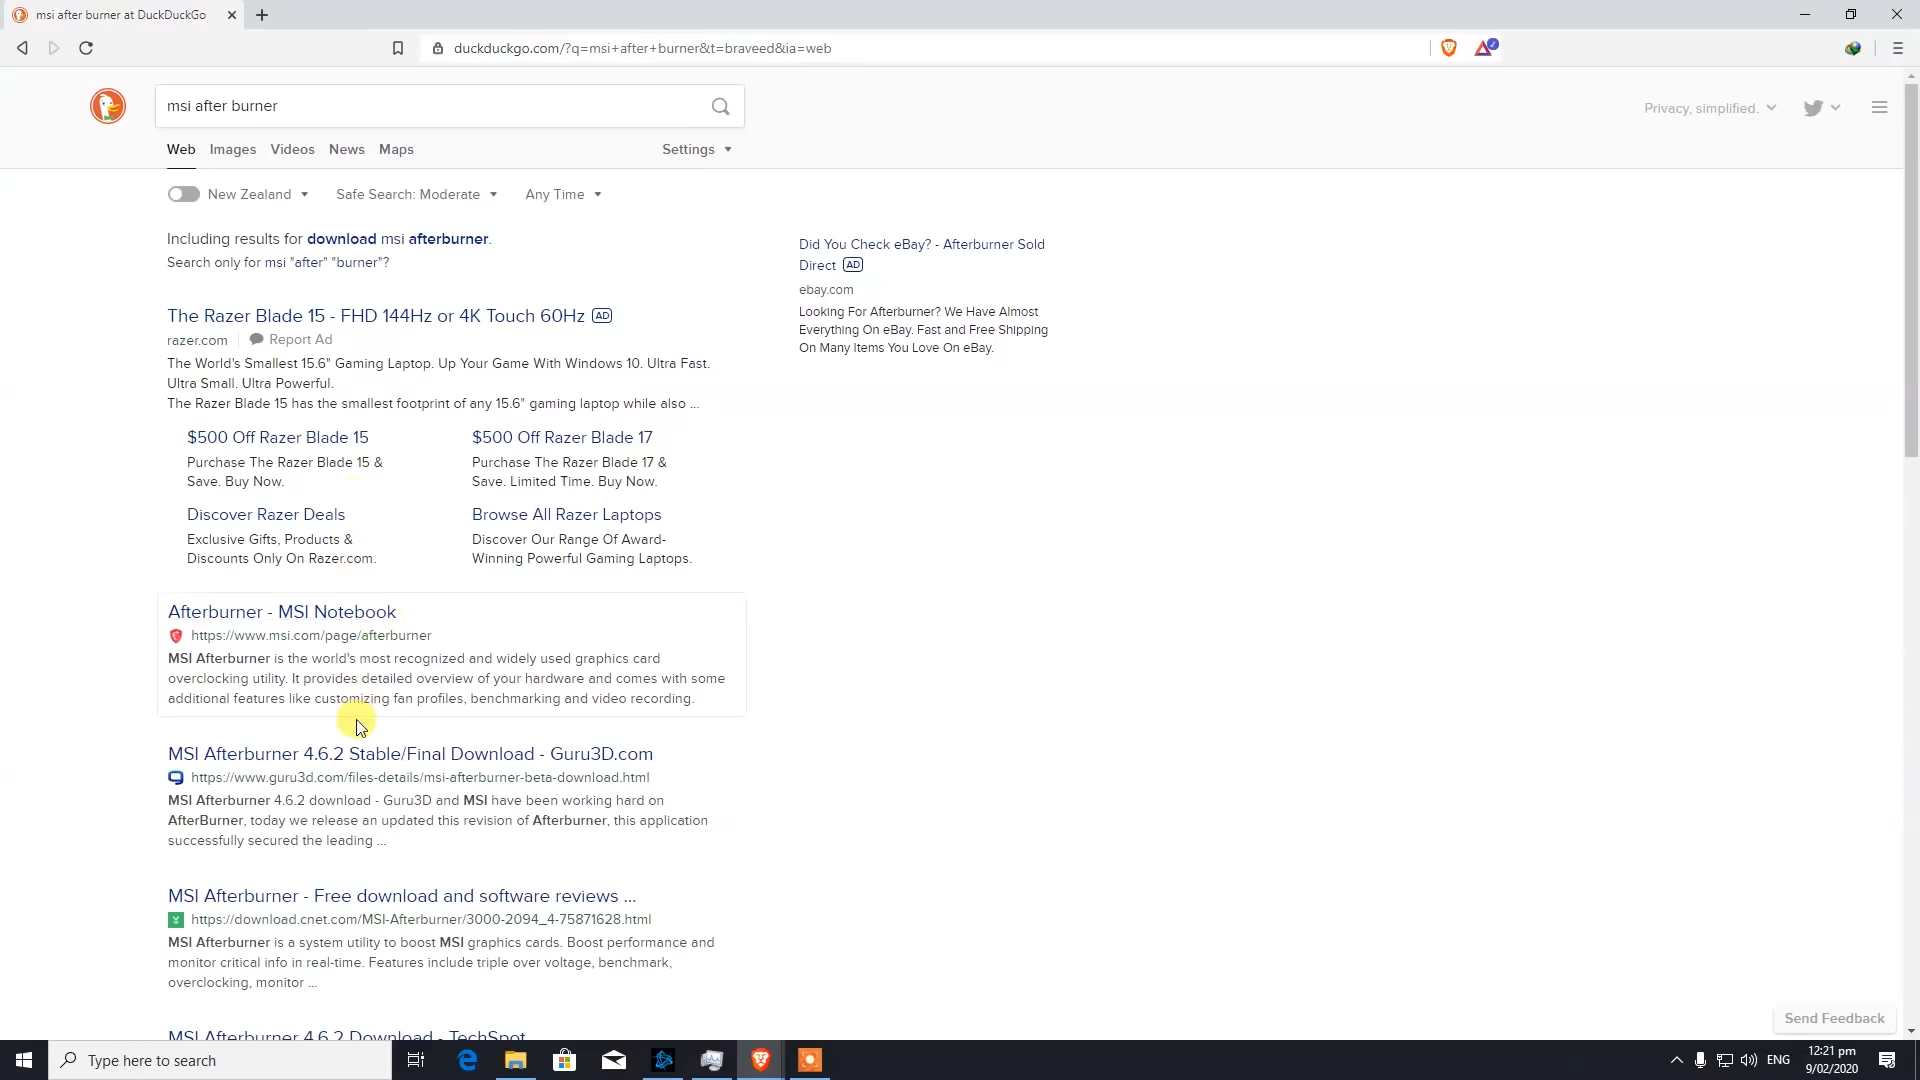 msi after burner at DuckDuckGo
duckduckgo.com/?q=msi+after+burner&t=braveed&ia=web
msi after burner
Privacy, simplified.
Web Images Videos News Maps Settings
New Zealand Safe Search: Moderate Any Time
Including results for download msi afterburner.
Search only for msi "after" "burner"?
The Razer Blade 15 - FHD 144Hz or 4K Touch 60Hz AD
razer.com Report Ad
The World's Smallest 15.6" Gaming Laptop. Up Your Game With Windows 10. Ultra Fast.
Ultra Small. Ultra Powerful.
The Razer Blade 15 has the smallest footprint of any 15.6" gaming laptop while also ...
$500 Off Razer Blade 15
Purchase The Razer Blade 15 &
Save. Buy Now.
$500 Off Razer Blade 17
Purchase The Razer Blade 17 &
Save. Limited Time. Buy Now.
Discover Razer Deals
Exclusive Gifts, Products &
Discounts Only On Razer.com.
Browse All Razer Laptops
Discover Our Range Of Award-
Winning Powerful Gaming Laptops.
Did You Check eBay? - Afterburner Sold
Direct AD
ebay.com
Looking For Afterburner? We Have Almost
Everything On eBay. Fast and Free Shipping
On Many Items You Love On eBay.
Afterburner - MSI Notebook
https://www.msi.com/page/afterburner
MSI Afterburner is the world's most recognized and widely used graphics card
overclocking utility. It provides detailed overview of your hardware and comes with some
additional features like customizing fan profiles, benchmarking and video recording.
MSI Afterburner 4.6.2 Stable/Final Download - Guru3D.com
https://www.guru3d.com/files-details/msi-afterburner-beta-download.html
MSI Afterburner 4.6.2 download - Guru3D and MSI have been working hard on
AfterBurner, today we release an updated this revision of Afterburner, this application
successfully secured the leading ...
MSI Afterburner - Free download and software reviews ...
https://download.cnet.com/MSI-Afterburner/3000-2094_4-75871628.html
MSI Afterburner is a system utility to boost MSI graphics cards. Boost performance and
monitor critical info in real-time. Features include triple over voltage, benchmark,
overclocking, monitor ...
MSI Afterburner 4.6.2 Download - TechSpot
Send Feedback
Type here to search
ENG
12:21 pm
9/02/2020